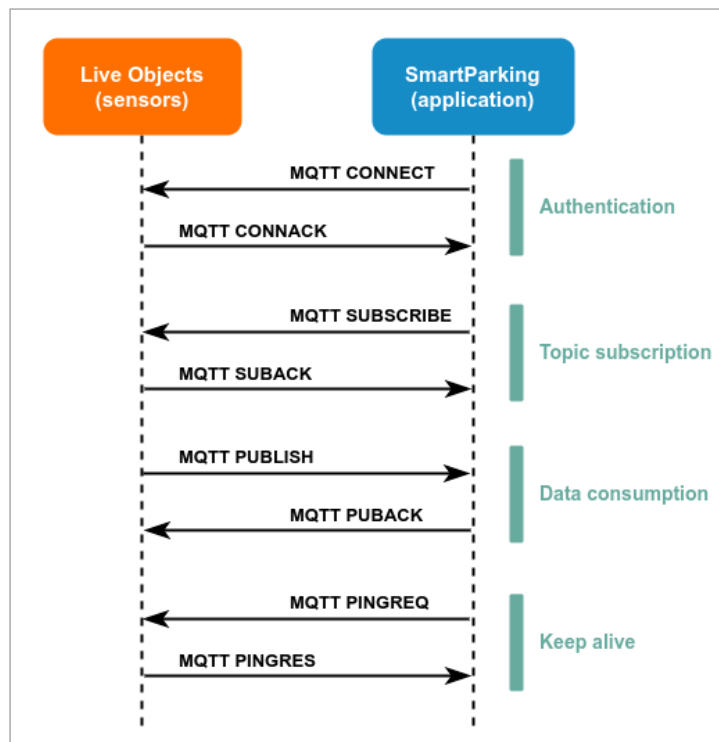 Live Objects
(sensors)
SmartParking
(application)
MQTT CONNECT
Authentication
MQTT CONNACK
MQTT SUBSCRIBE
Topic subscription
MQTT SUBACK
MQTT PUBLISH
Data consumption
MQTT PUBACK
MQTT PINGREQ
Keep alive
MQTT PINGRES